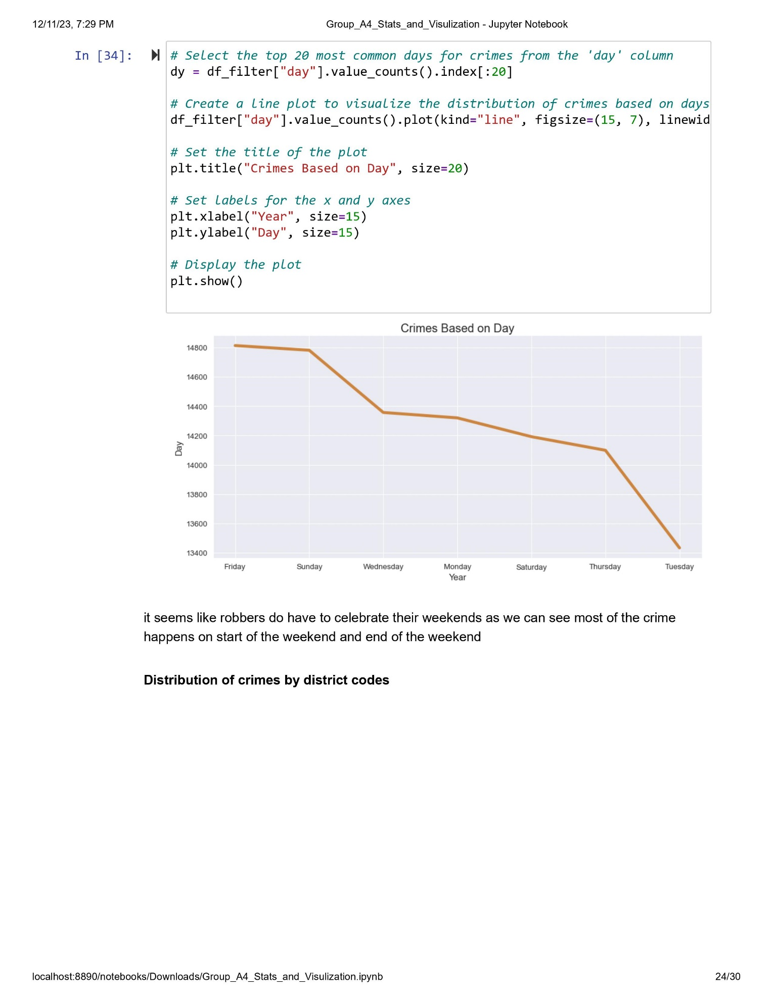 12/11/23, 7:29 PM
Group_A4_Stats_and_Visulization - Jupyter Notebook
In [34]:
# Select the top 20 most common days for crimes from the 'day' column
dy = df_filter["day"].value_counts().index[:20]
# Create a line plot to visualize the distribution of crimes based on days
df_filter["day"].value_counts().plot(kind="line", figsize=(15, 7), linewid
# Set the title of the plot
plt.title("Crimes Based on Day", size=20)
# Set labels for the x and y axes
plt.xlabel("Year", size=15)
plt.ylabel("Day", size=15)
# Display the plot
plt.show()
Crimes Based on Day
14800
14600
14400
14200
14000
13800
13600
13400
Day
Friday Sunday Wednesday Monday Saturday Thursday Tuesday
Year
it seems like robbers do have to celebrate their weekends as we can see most of the crime
happens on start of the weekend and end of the weekend
Distribution of crimes by district codes
localhost:8890/notebooks/Downloads/Group_A4_Stats_and_Visulization.ipynb
24/30